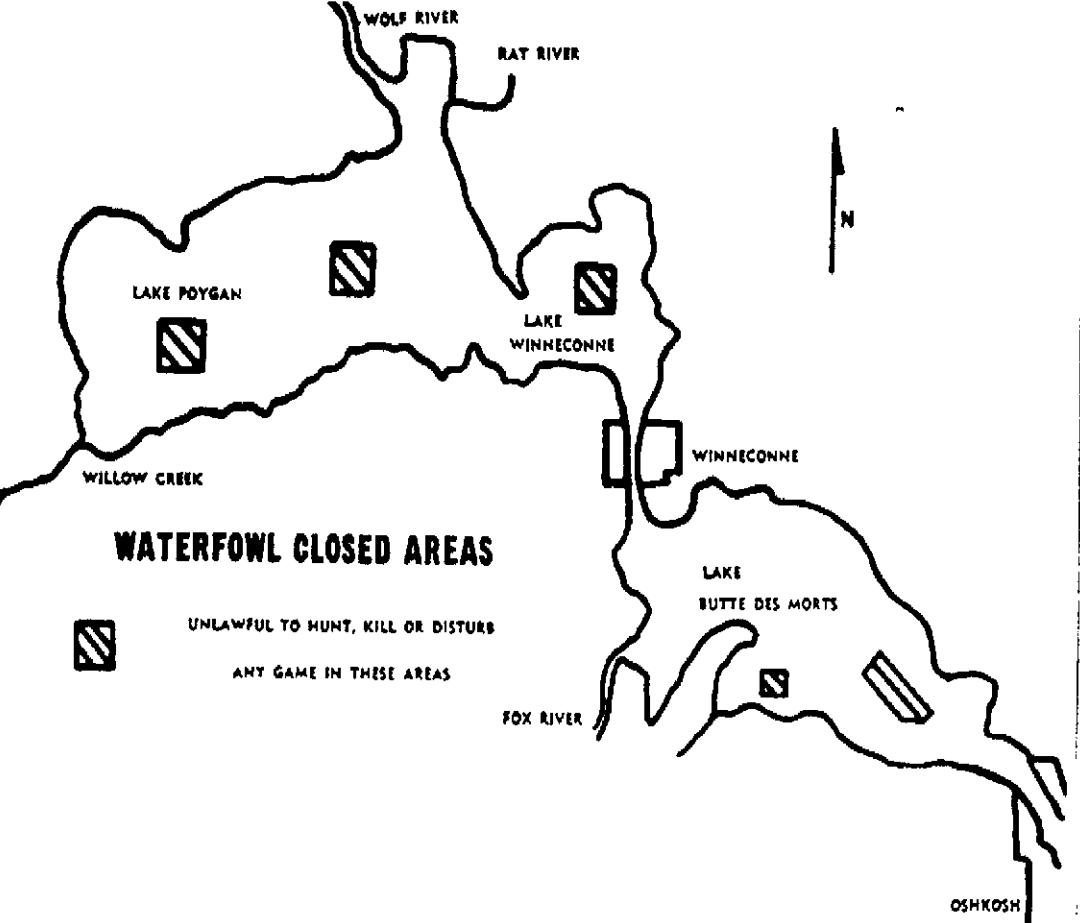 WOLF RIVER
RAT RIVER
N
LAKE POYGAN
LAKE
WINNECONNE
WINNECONNE
WILLOW CREEK
WATERFOWL CLOSED AREAS
LAKE
BUTTE DES MORTS
UNLAWFUL TO HUNT, KILL OR DISTURB
ANY GAME IN THESE AREAS
FOX RIVER
OSHKOSH